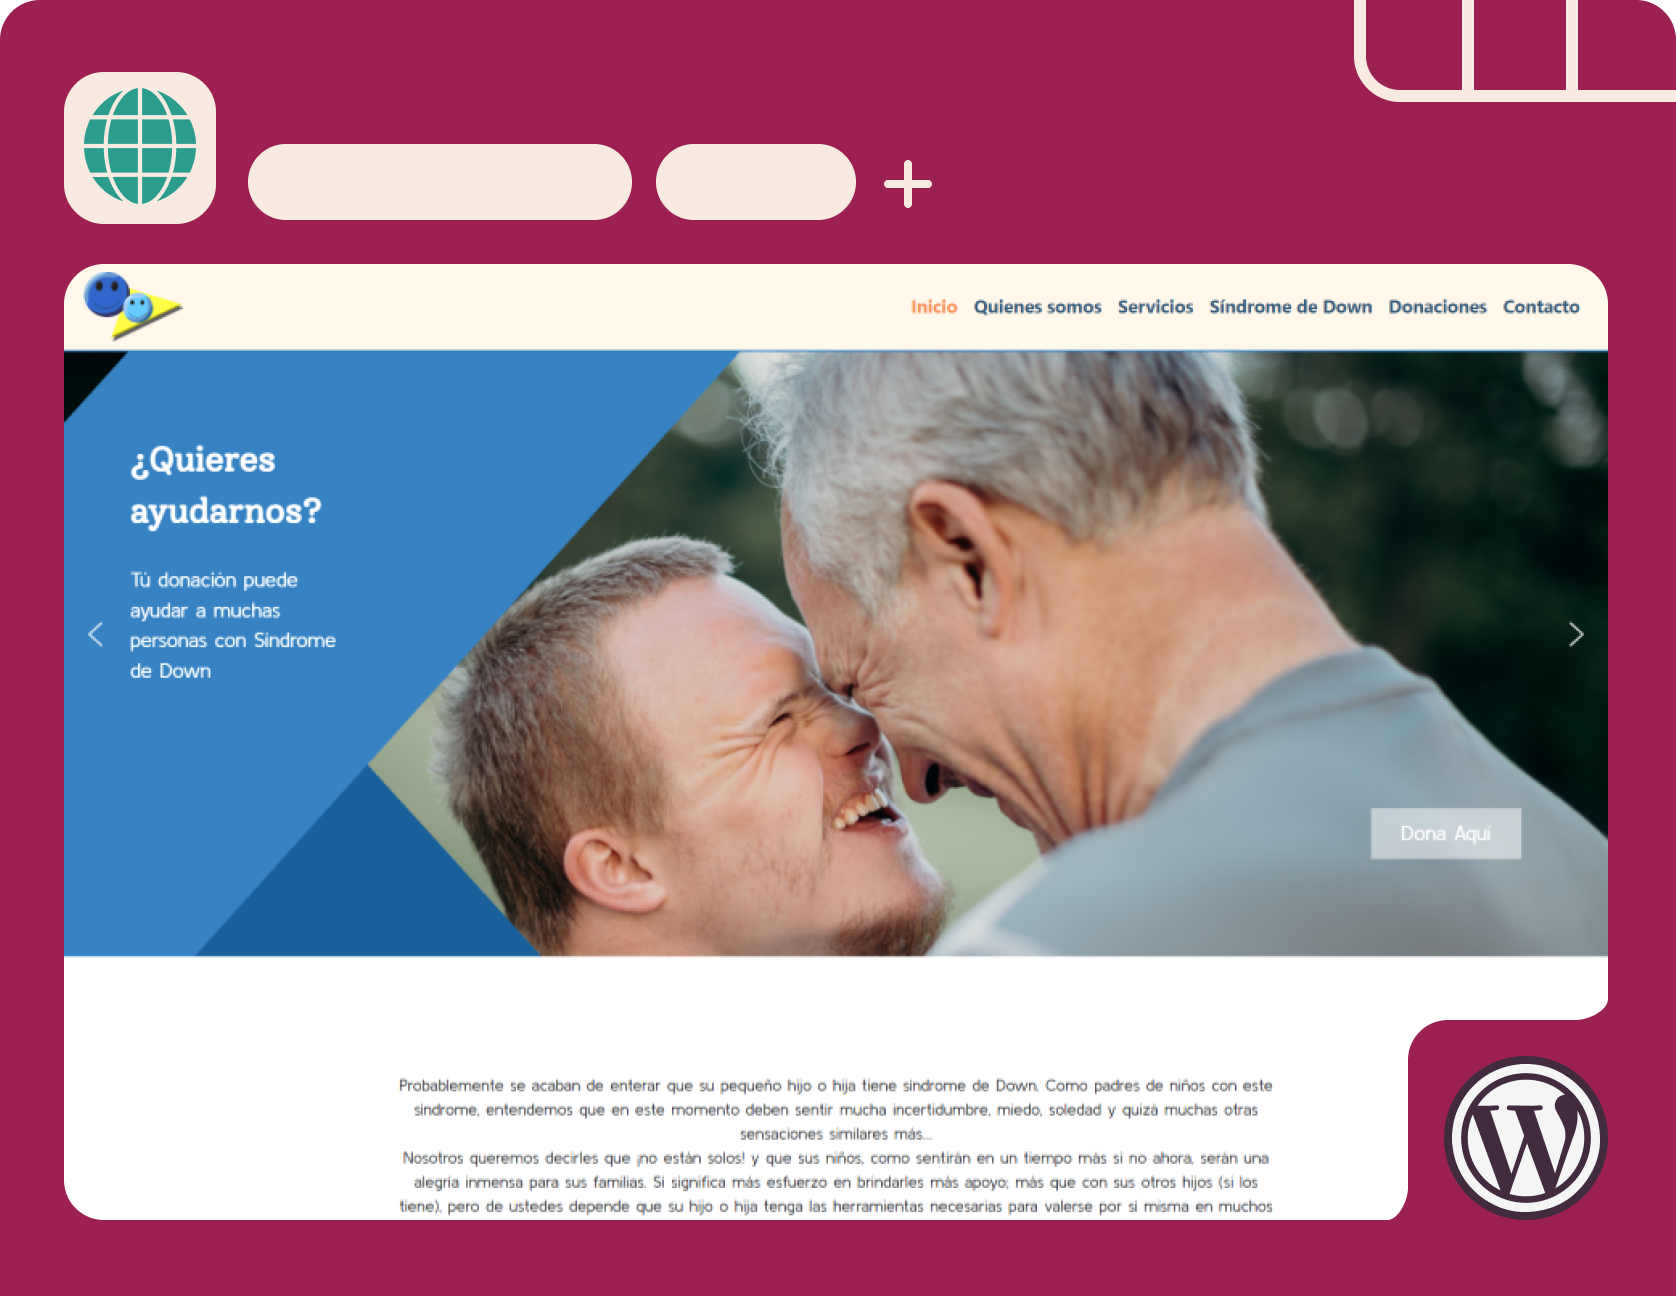 Inicio Quienes somos Servicios Síndrome de Down Donaciones Contacto
¿Quieres
ayudarnos?
Tú donación puede
ayudar a muchas
personas con Síndrome
de Down
Dona Aquí
Probablemente se acaban de enterar que su pequeño hijo o hija tiene síndrome de Down. Como padres de niños con este
síndrome, entendemos que en este momento deben sentir mucha incertidumbre, miedo, soledad y quizá muchas otras
sensaciones similares más...
Nosotros queremos decirles que ¡no están solos! y que sus niños, como sentirán en un tiempo más si no ahora, serán una
alegría inmensa para sus familias. Si significa más esfuerzo en brindarles más apoyo; más que con sus otros hijos (si los
tiene), pero de ustedes depende que su hijo o hija tenga las herramientas necesarias para valerse por si misma en muchos
W